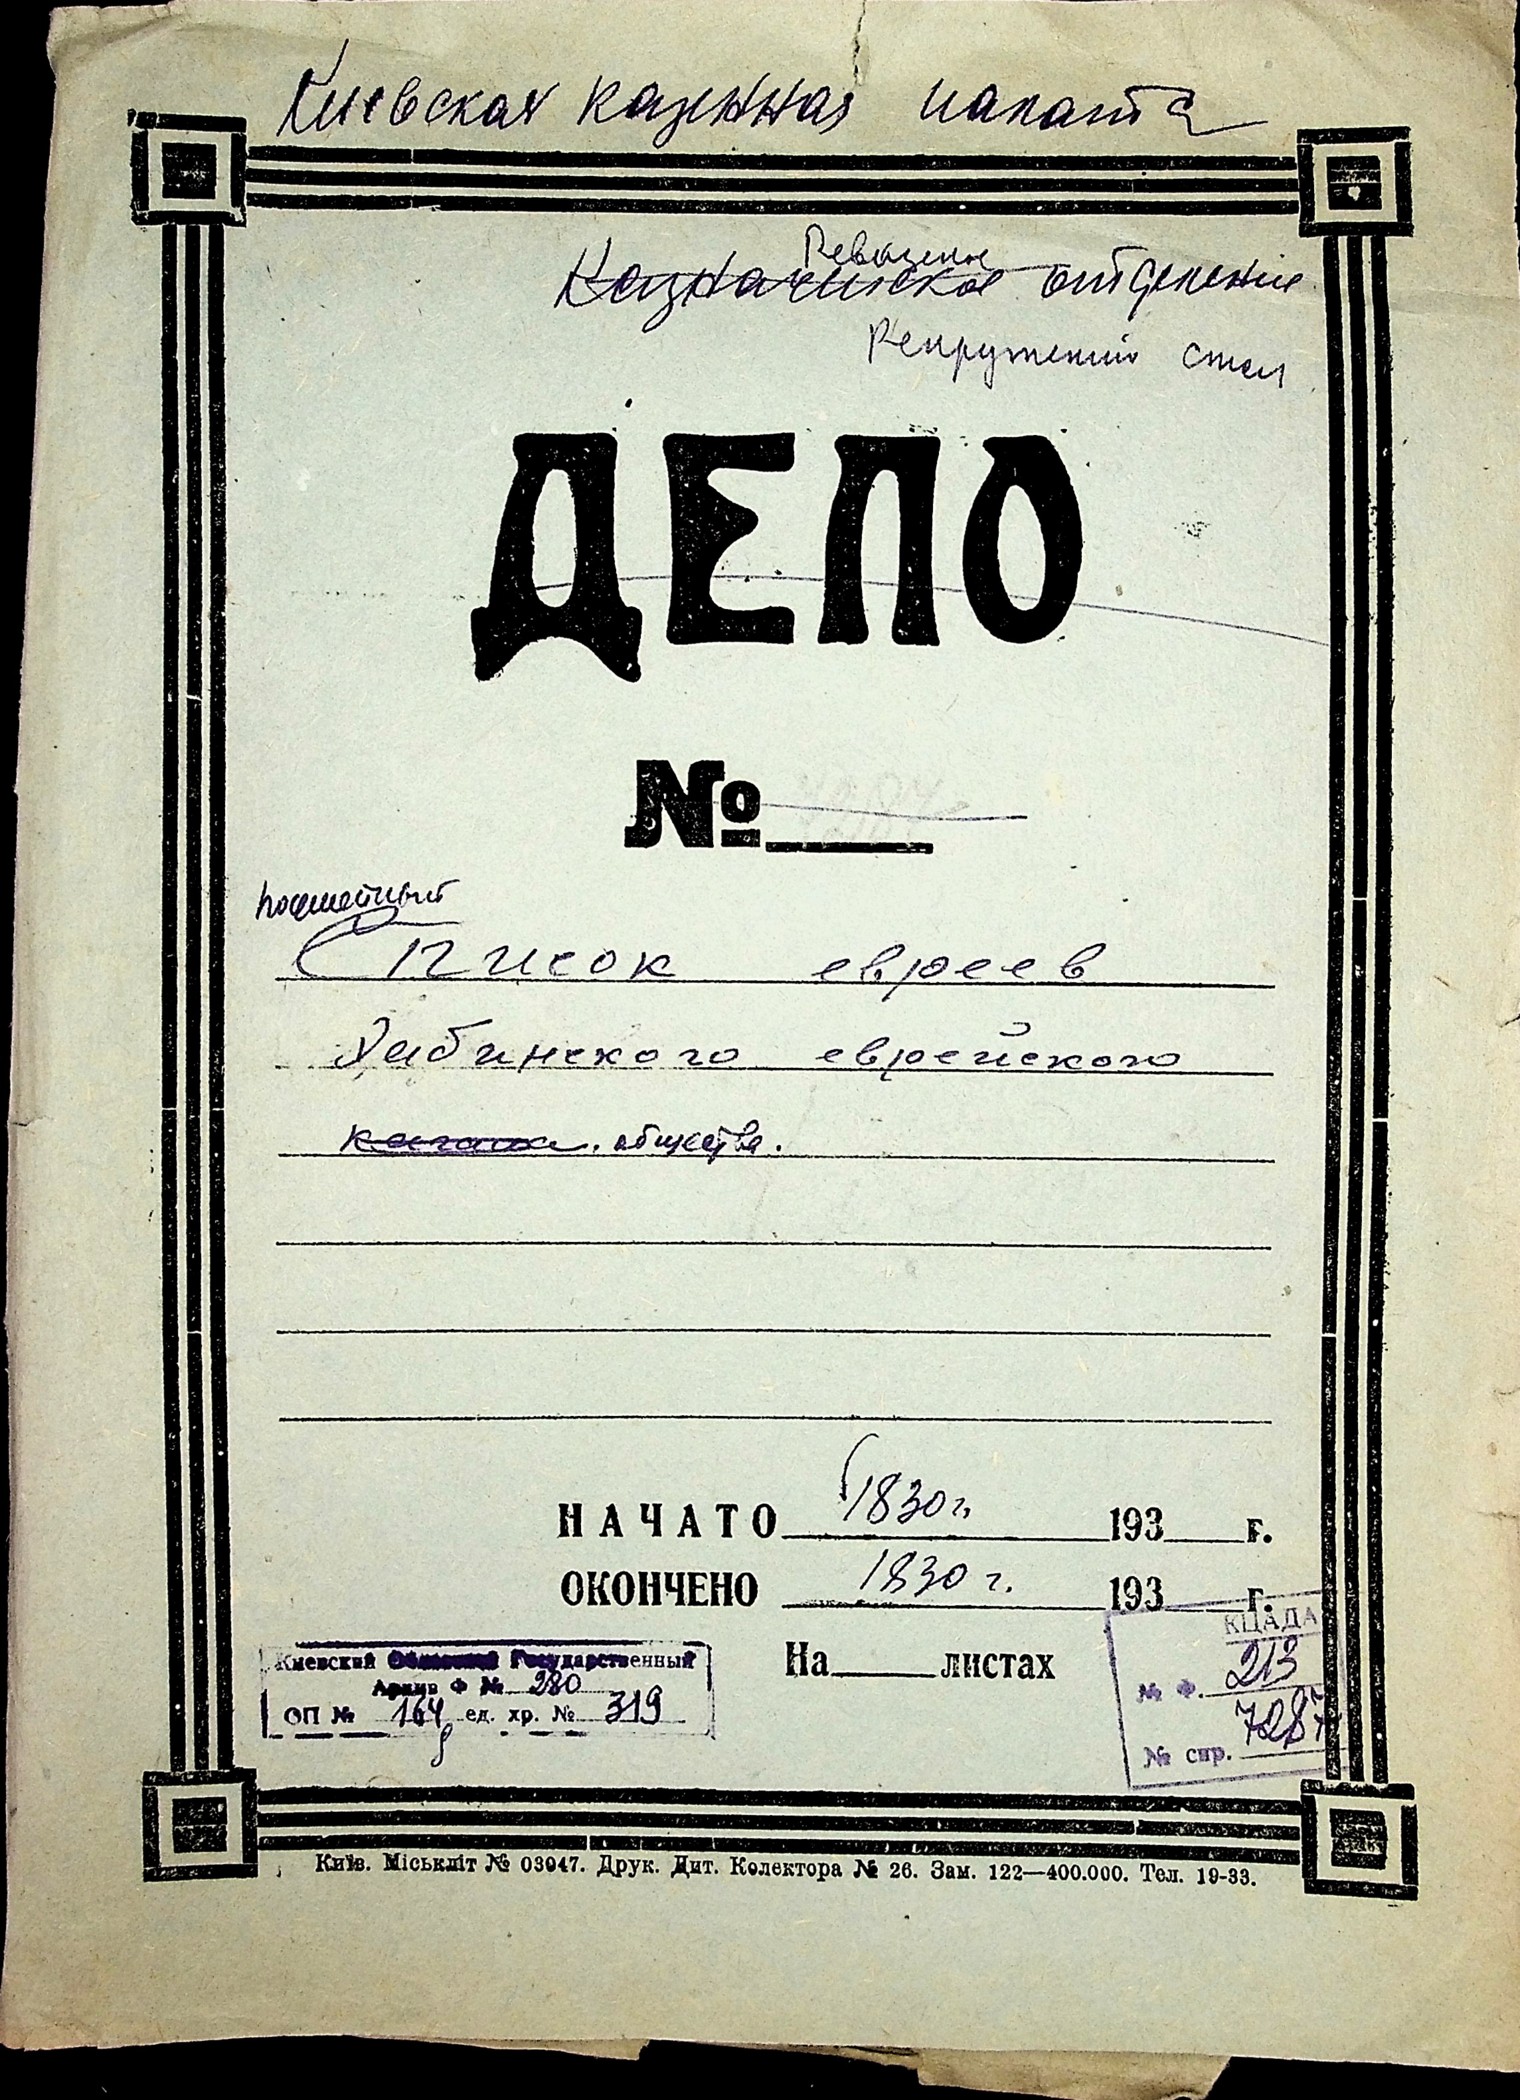 Киевская казенная палата
Ревизское
Казначейское отделение
Рекрутский стол
ДЕЛО
№ 7287
посемейный
Список евреев
Хабинского еврейского
кагала. общества.
НАЧАТО 1830 г. 193 г.
ОКОНЧЕНО 1830 г. 193 г.
На листах
Киевский Областной Государственный
Архив Ф № 280
ОП № 164 ед. хр. № 319
КЦАДА
№ Ф. 213
№ спр. 7287
Київ. Міськліт № 03047. Друк. Дит. Колектора № 26. Зам. 122—400.000. Тел. 19-33.